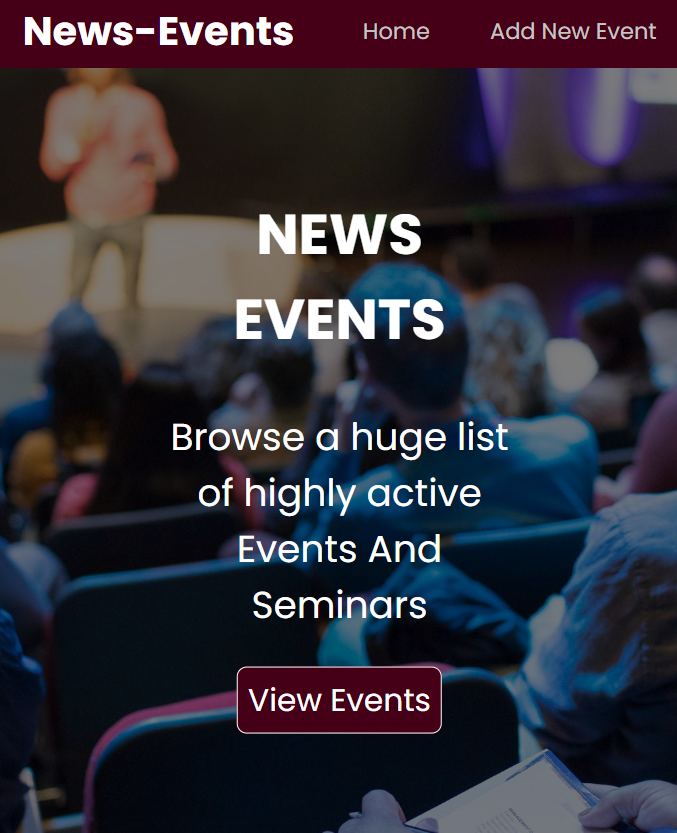 News-Events Home Add New Event
NEWS
EVENTS
Browse a huge list
of highly active
Events And
Seminars
View Events